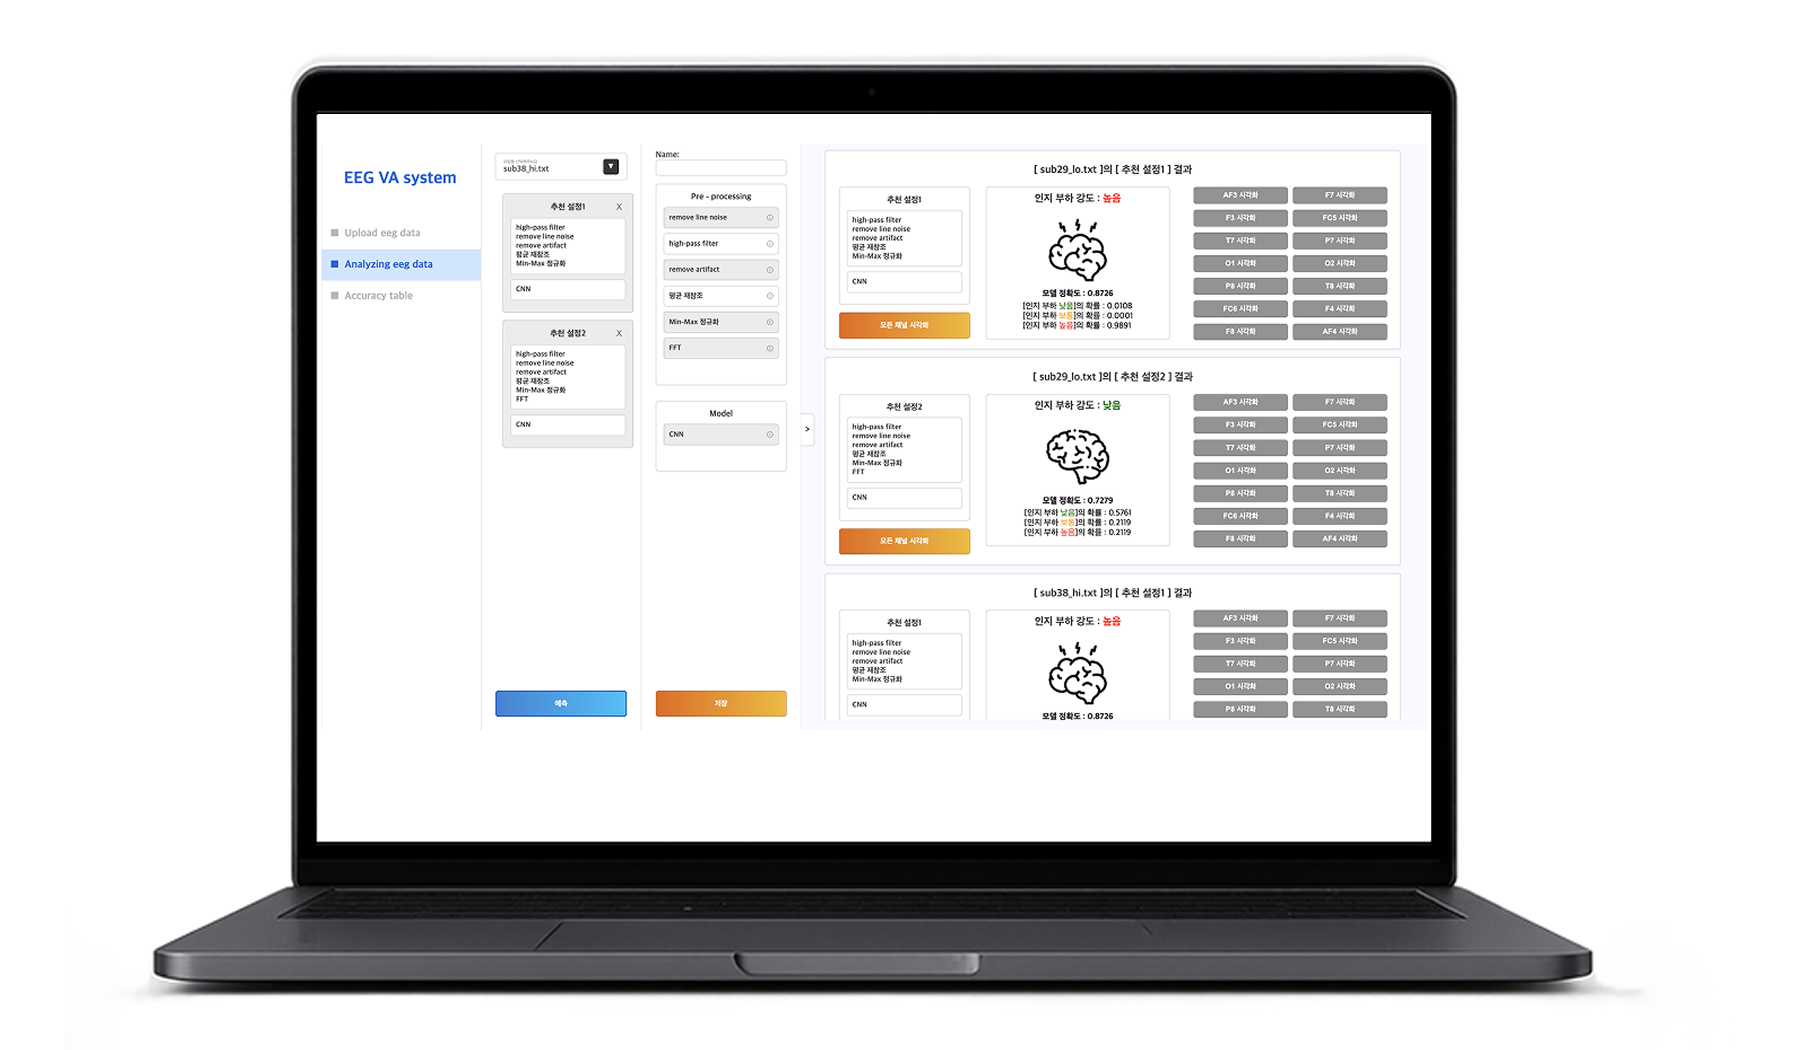 EEG VA system
Upload eeg data
Analyzing eeg data
Accuracy table
파일을 선택해주세요
sub38_hi.txt
▼
추천 설정1 X
high-pass filter
remove line noise
remove artifact
평균 재참조
Min-Max 정규화
CNN
추천 설정2 X
high-pass filter
remove line noise
remove artifact
평균 재참조
Min-Max 정규화
FFT
CNN
예측
Name:
Pre - processing
remove line noise
high-pass filter
remove artifact
평균 재참조
Min-Max 정규화
FFT
Model
CNN
저장
>
[ sub29_lo.txt ]의 [ 추천 설정1 ] 결과
추천 설정1
high-pass filter
remove line noise
remove artifact
평균 재참조
Min-Max 정규화
CNN
모든 채널 시각화
인지 부하 강도 : 높음
모델 정확도 : 0.8726
[인지 부하 낮음]의 확률 : 0.0108
[인지 부하 보통]의 확률 : 0.0001
[인지 부하 높음]의 확률 : 0.9891
AF3 시각화 F7 시각화
F3 시각화 FC5 시각화
T7 시각화 P7 시각화
O1 시각화 O2 시각화
P8 시각화 T8 시각화
FC6 시각화 F4 시각화
F8 시각화 AF4 시각화
[ sub29_lo.txt ]의 [ 추천 설정2 ] 결과
추천 설정2
high-pass filter
remove line noise
remove artifact
평균 재참조
Min-Max 정규화
FFT
CNN
모든 채널 시각화
인지 부하 강도 : 낮음
모델 정확도 : 0.7279
[인지 부하 낮음]의 확률 : 0.5761
[인지 부하 보통]의 확률 : 0.2119
[인지 부하 높음]의 확률 : 0.2119
AF3 시각화 F7 시각화
F3 시각화 FC5 시각화
T7 시각화 P7 시각화
O1 시각화 O2 시각화
P8 시각화 T8 시각화
FC6 시각화 F4 시각화
F8 시각화 AF4 시각화
[ sub38_hi.txt ]의 [ 추천 설정1 ] 결과
추천 설정1
high-pass filter
remove line noise
remove artifact
평균 재참조
Min-Max 정규화
CNN
인지 부하 강도 : 높음
모델 정확도 : 0.8726
AF3 시각화 F7 시각화
F3 시각화 FC5 시각화
T7 시각화 P7 시각화
O1 시각화 O2 시각화
P8 시각화 T8 시각화